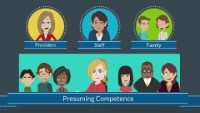 Providers
Staff
Family
Presuming Competence